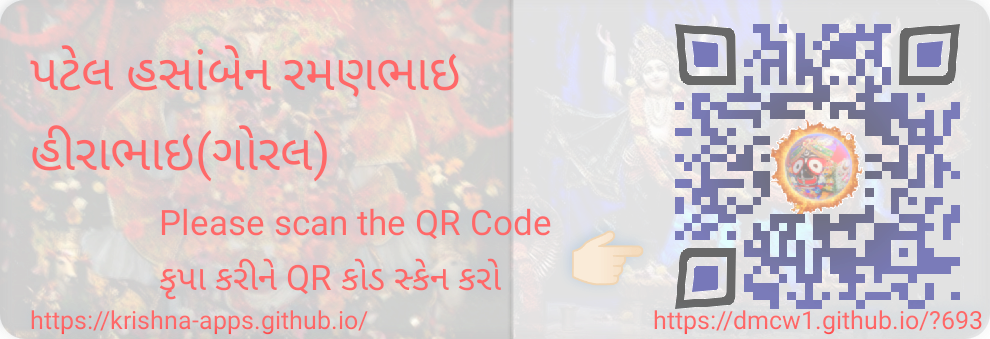 પટેલ હસાંબેન રમણભાઇ
હીરાભાઇ(ગોરલ)
Please scan the QR Code
કૃપા કરીને QR કોડ સ્કેન કરો
https://krishna-apps.github.io/
https://dmcw1.github.io/?693